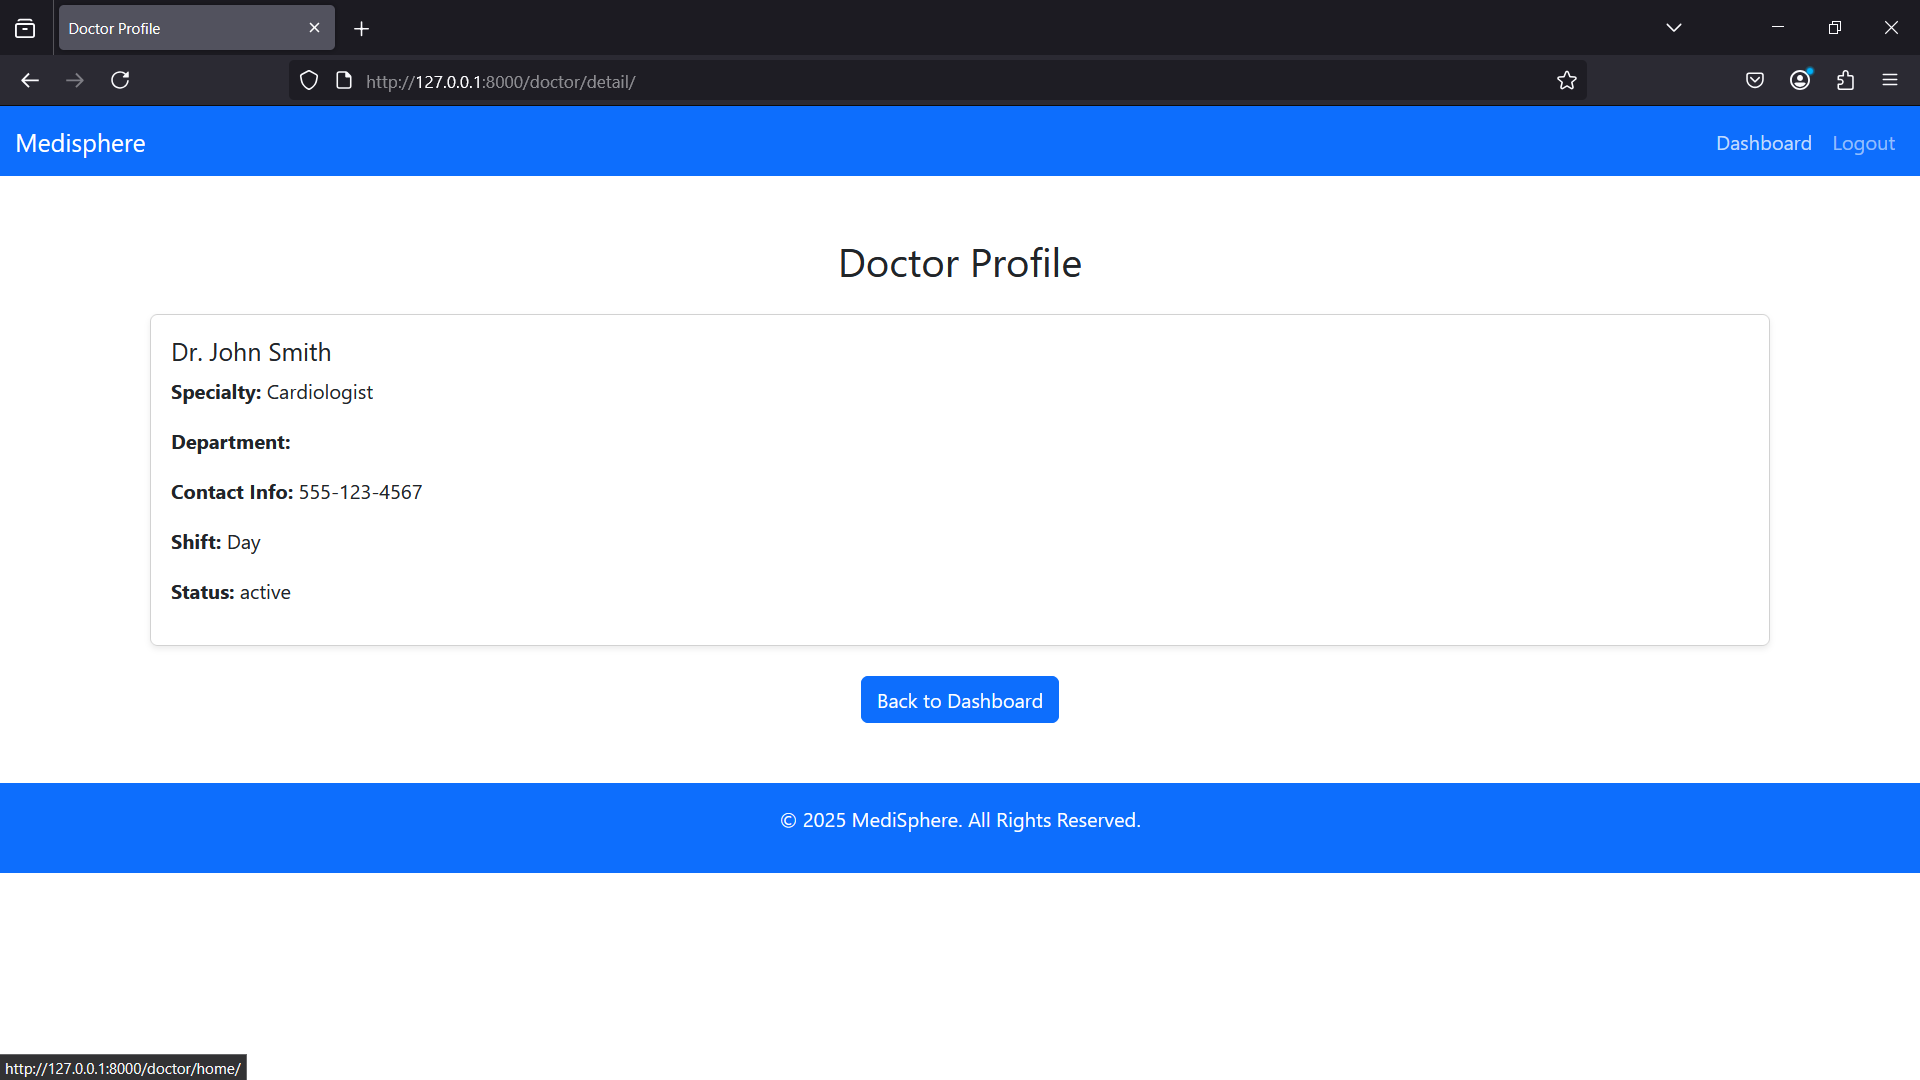 Doctor Profile
http://127.0.0.1:8000/doctor/detail/
Medisphere
Dashboard Logout
Doctor Profile
Dr. John Smith
Specialty: Cardiologist
Department:
Contact Info: 555-123-4567
Shift: Day
Status: active
Back to Dashboard
© 2025 MediSphere. All Rights Reserved.
http://127.0.0.1:8000/doctor/home/